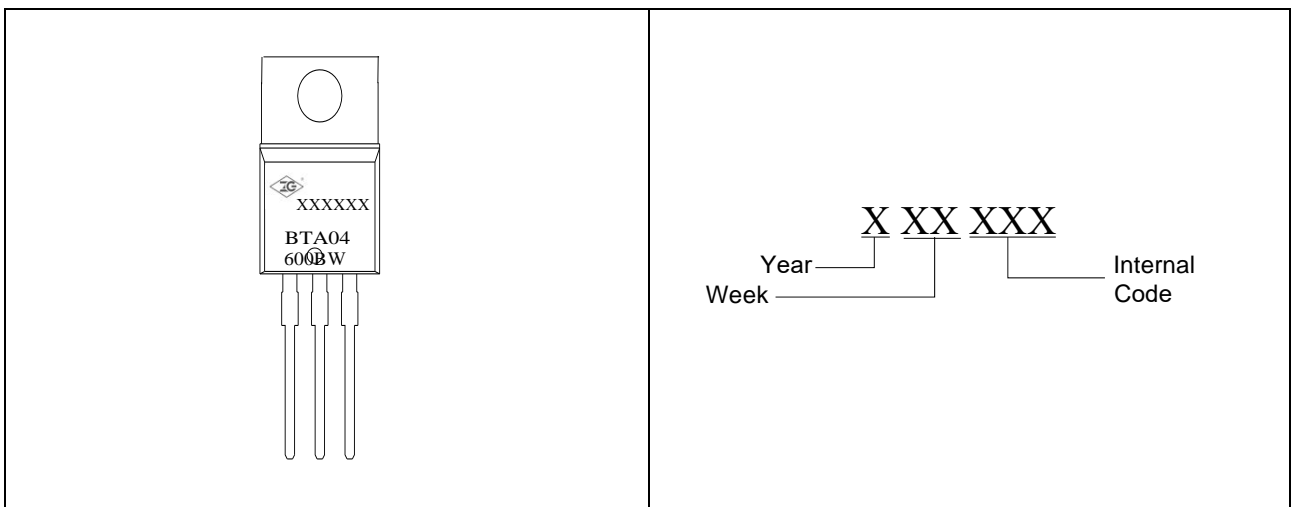 XXXXXX
BTA04
600BW
X XX XXX
Year
Week
Internal
Code